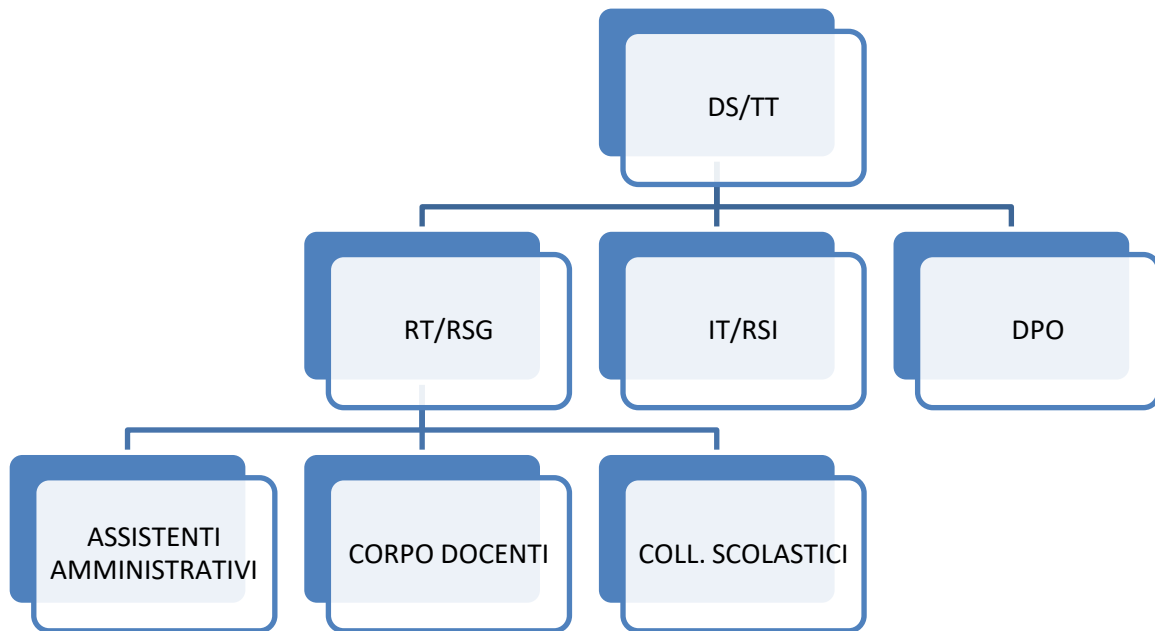 DS/TT
RT/RSG
IT/RSI
DPO
ASSISTENTI
AMMINISTRATIVI
CORPO DOCENTI
COLL. SCOLASTICI